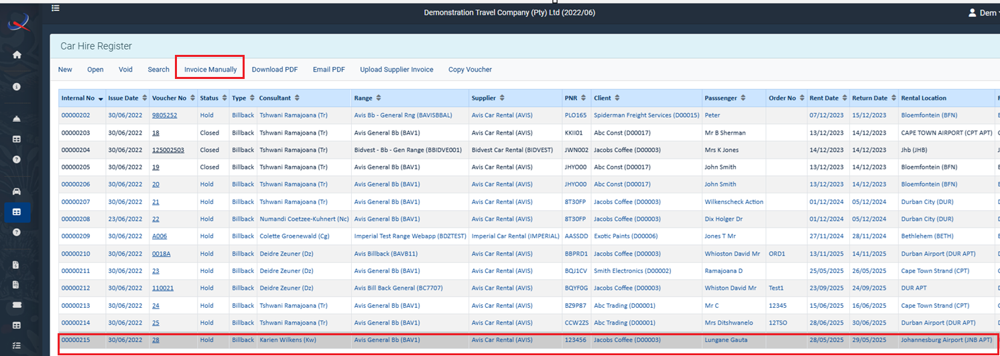 Demonstration Travel Company (Pty) Ltd (2022/06) Dem
Car Hire Register
New Open Void Search Invoice Manually Download PDF Email PDF Upload Supplier Invoice Copy Voucher
Internal No Issue Date Voucher No Status Type Consultant Range Supplier PNR Client Passsenger Order No Rent Date Return Date Rental Location
00000202 30/06/2022 9805252 Hold Billback Tshwani Ramajoana (Tr) Avis Bb - General Rng (BAVISBBAL) Avis Car Rental (AVIS) PLO165 Spiderman Freight Services (D00015) Peter 07/12/2023 15/12/2023 Bloemfontein (BFN)
00000203 30/06/2022 18 Closed Billback Tshwani Ramajoana (Tr) Avis General Bb (BAV1) Avis Car Rental (AVIS) KKII01 Abc Const (D00017) Mr B Sherman 13/12/2023 14/12/2023 CAPE TOWN AIRPORT (CPT APT)
00000204 30/06/2022 125002503 Closed Billback Tshwani Ramajoana (Tr) Bidvest - Bb - Gen Range (BBIDVE001) Bidvest Car Rental (BIDVEST) JWN002 Jacobs Coffee (D00003) Mrs K Jones 14/12/2023 14/12/2023 Jhb (JHB)
00000205 30/06/2022 19 Closed Billback Tshwani Ramajoana (Tr) Avis General Bb (BAV1) Avis Car Rental (AVIS) JHYO00 Abc Const (D00017) John Smith 13/12/2023 14/12/2023 Bloemfontein (BFN)
00000206 30/06/2022 20 Hold Billback Tshwani Ramajoana (Tr) Avis General Bb (BAV1) Avis Car Rental (AVIS) JHYO00 Abc Const (D00017) John Smith 13/12/2023 14/12/2023 Bloemfontein (BFN)
00000207 30/06/2022 21 Hold Billback Tshwani Ramajoana (Tr) Avis General Bb (BAV1) Avis Car Rental (AVIS) 8T30FP Jacobs Coffee (D00003) Wilkenscheck Action 01/12/2024 05/12/2024 Durban City (DUR)
00000208 23/06/2022 22 Hold Billback Numandi Coetzee-Kuhnert (Nc) Avis General Bb (BAV1) Avis Car Rental (AVIS) 8T30FP Jacobs Coffee (D00003) Dix Holger Dr 01/12/2024 05/12/2024 Durban City (DUR)
00000209 30/06/2022 A006 Hold Billback Colette Groenewald (Cg) Imperial Test Range Webapp (BDZTEST) Imperial Car Rental (IMPERIAL) AASSDD Exotic Paints (D00006) Jones T Mr 27/11/2024 28/11/2024 Bethlehem (BETH)
00000210 30/06/2022 0018A Hold Billback Deidre Zeuner (Dz) Avis Billback (BAVB11) Avis Car Rental (AVIS) BBPRD1 Jacobs Coffee (D00003) Whioston David Mr ORD1 13/11/2025 14/11/2025 Durban Airport (DUR APT)
00000211 30/06/2022 23 Hold Billback Deidre Zeuner (Dz) Avis General Bb (BAV1) Avis Car Rental (AVIS) BQJ1CV Smith Electronics (D00002) Ramajoana D 25/05/2025 26/05/2025 Cape Town Strand (CPT)
00000212 30/06/2022 110021 Hold Billback Deidre Zeuner (Dz) Avis Bill Back General (BC7707) Avis Car Rental (AVIS) BQYF0G Jacobs Coffee (D00003) Whiston David Mr Test1 23/09/2025 24/09/2025 DUR APT
00000213 30/06/2022 24 Hold Billback Tshwani Ramajoana (Tr) Avis General Bb (BAV1) Avis Car Rental (AVIS) BZ9P87 Abc Trading (D00001) Mr C 12345 15/06/2025 16/06/2025 Cape Town Strand (CPT)
00000214 30/06/2022 25 Hold Billback Tshwani Ramajoana (Tr) Avis General Bb (BAV1) Avis Car Rental (AVIS) CCW2ZS Abc Trading (D00001) Mrs Ditshwanelo 12TSO 28/06/2025 30/06/2025 Durban Airport (DUR APT)
00000215 30/06/2022 28 Hold Billback Karien Wilkens (Kw) Avis General Bb (BAV1) Avis Car Rental (AVIS) 123456 Jacobs Coffee (D00003) Lungane Gauta 28/05/2025 29/05/2025 Johannesburg Airport (JNB APT)